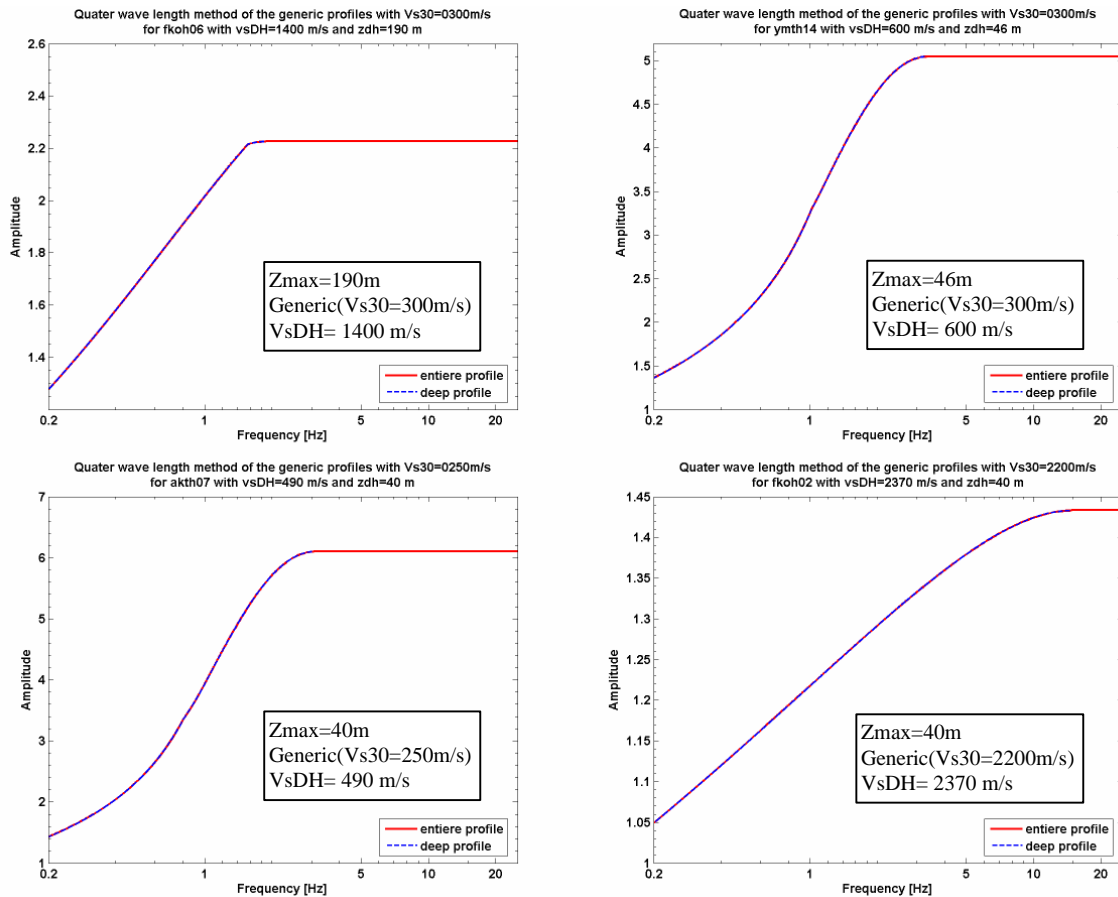 Quater wave length method of the generic profiles with Vs30=0300m/s
for fkoh06 with vsDH=1400 m/s and zdh=190 m
2.6
2.4
2.2
2
1.8
1.6
1.4
Amplitude
Zmax=190m
Generic(Vs30=300m/s)
VsDH= 1400 m/s
entiere profile
deep profile
0.2 1 5 10 20
Frequency [Hz]
Quater wave length method of the generic profiles with Vs30=0300m/s
for ymth14 with vsDH=600 m/s and zdh=46 m
5
4.5
4
3.5
3
2.5
2
1.5
1
Amplitude
Zmax=46m
Generic(Vs30=300m/s)
VsDH= 600 m/s
entiere profile
deep profile
0.2 1 5 10 20
Frequency [Hz]
Quater wave length method of the generic profiles with Vs30=0250m/s
for akth07 with vsDH=490 m/s and zdh=40 m
7
6
5
4
3
2
1
Amplitude
Zmax=40m
Generic(Vs30=250m/s)
VsDH= 490 m/s
entiere profile
deep profile
0.2 1 5 10 20
Frequency [Hz]
Quater wave length method of the generic profiles with Vs30=2200m/s
for fkoh02 with vsDH=2370 m/s and zdh=40 m
1.45
1.4
1.35
1.3
1.25
1.2
1.15
1.1
1.05
1
Amplitude
Zmax=40m
Generic(Vs30=2200m/s)
VsDH= 2370 m/s
entiere profile
deep profile
0.2 1 5 10 20
Frequency [Hz]